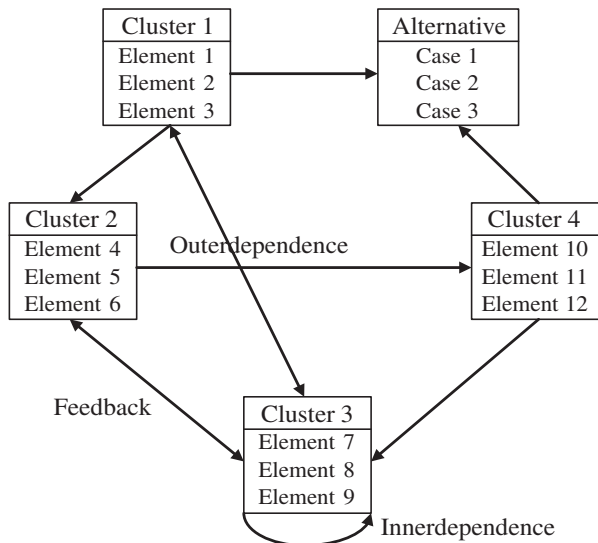 Cluster 1
Element 1
Element 2
Element 3
Alternative
Case 1
Case 2
Case 3
Cluster 2
Element 4
Element 5
Element 6
Outerdependence
Cluster 4
Element 10
Element 11
Element 12
Feedback
Cluster 3
Element 7
Element 8
Element 9
Innerdependence